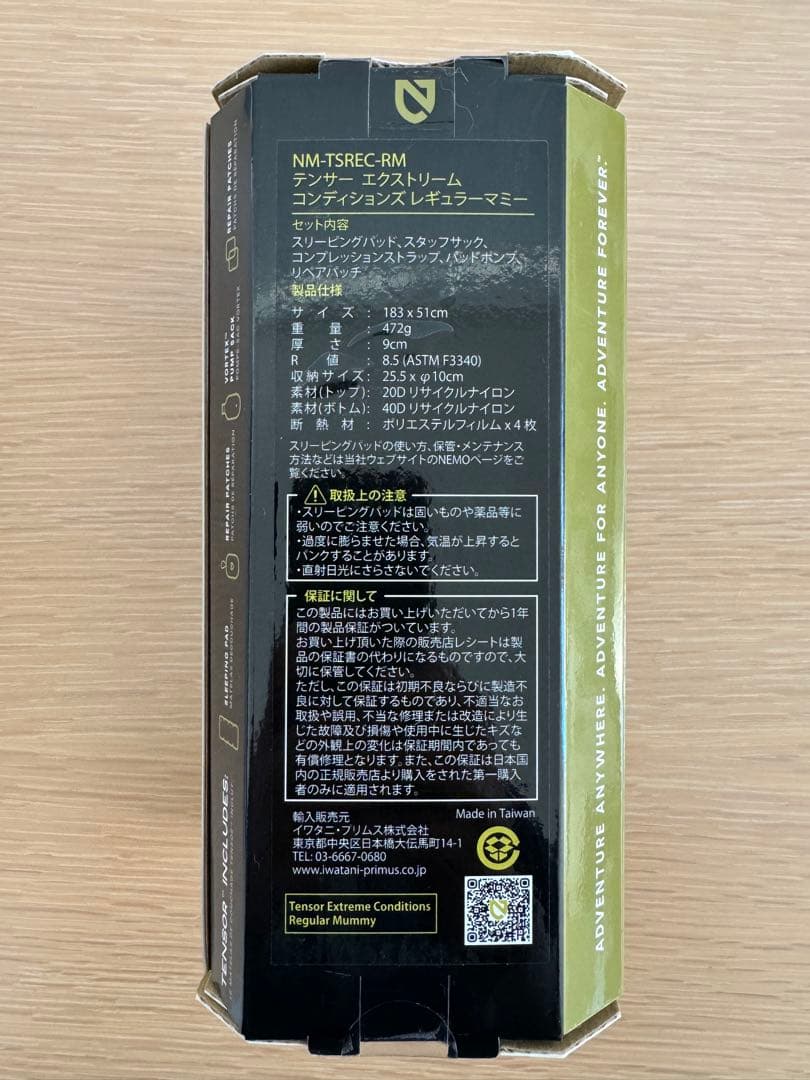 NM-TSREC-RM
テンサー エクストリーム
コンディションズ レギュラーマミー
セット内容
スリーピングパッド、スタッフサック、
コンプレッションストラップ、パッドポンプ、
リペアパッチ
製品仕様
サイズ : 183 x 51cm
重量 : 472g
厚さ : 9cm
R値 : 8.5 (ASTM F3340)
収納サイズ : 25.5 x φ10cm
素材(トップ) : 20D リサイクルナイロン
素材(ボトム) : 40D リサイクルナイロン
断熱材 : ポリエステルフィルム x 4 枚
スリーピングパッドの使い方、保管・メンテナンス
方法などは当社ウェブサイトのNEMOページをご
覧ください。
取扱上の注意
・スリーピングパッドは固いものや薬品等に
弱いのでご注意ください。
・過度に膨らませた場合、気温が上昇すると
パンクすることがあります。
・直射日光にさらさないでください。
保証に関して
この製品にはお買い上げいただいてから1年
間の製品保証がついています。
お買い上げ頂いた際の販売店レシートは製
品の保証書の代わりになるものですので、大
切に保管してください。
ただし、この保証は初期不良ならびに製造不
良に対して保証するものであり、不適当なお
取扱や誤用、不当な修理または改造により生
じた故障及び損傷や使用中に生じたキズな
どの外観上の変化は保証期間内であっても
有償修理となります。また、この保証は日本国
内の正規販売店より購入をされた第一購入
者のみに適用されます。
輸入販売元
イワタニ・プリムス株式会社
東京都中央区日本橋大伝馬町14-1
TEL: 03-6667-0680
www.iwatani-primus.co.jp
Made in Taiwan
Tensor Extreme Conditions
Regular Mummy
ADVENTURE ANYWHERE. ADVENTURE FOR ANYONE. ADVENTURE FOREVER.™
TENSOR™ INCLUDES:
SLEEPING PAD
MATELAS DE COUCHAGE
REPAIR PATCHES
PATCHS DE RÉPARATION
VORTEX™
PUMP SACK
POMPE SAC VORTEX
REPAIR PATCHES
PATCHS DE RÉPARATION